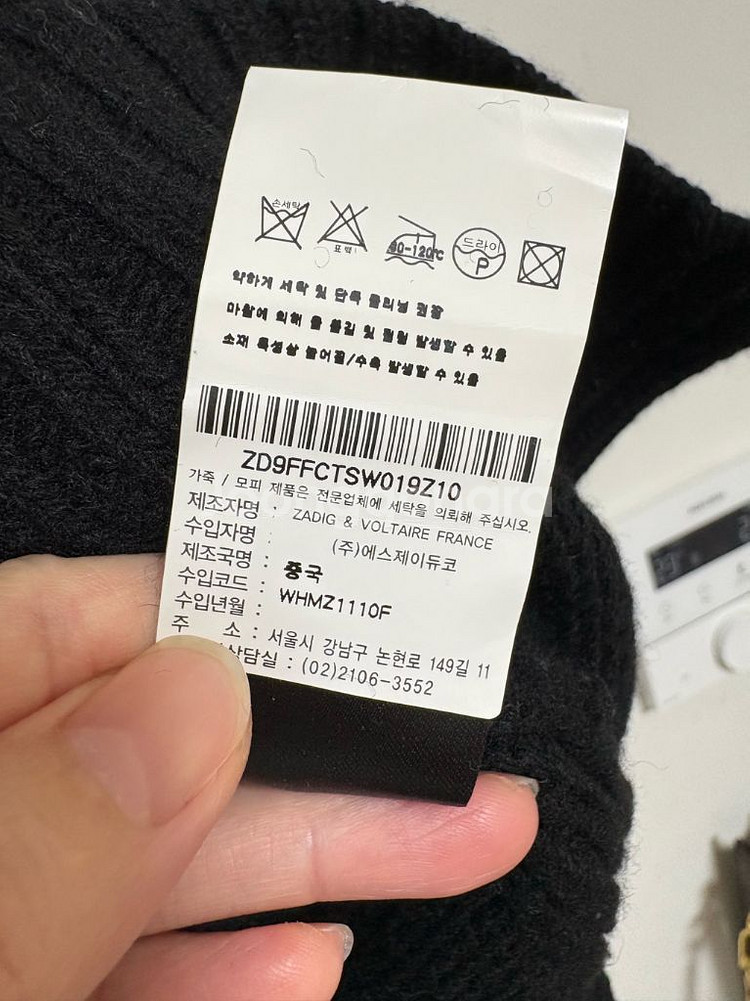 손세탁
표백
80-120℃
드라이
P
약하게 세탁 및 단독 클리닝 권장
마찰에 의해 올 뜯김 및 필링 발생할 수 있음
소재 특성상 늘어짐/수축 발생할 수 있음
ZD9FFCTSW019Z10
가죽 / 모피 제품은 전문업체에 세탁을 의뢰해 주십시오.
제조자명 : ZADIG & VOLTAIRE FRANCE
수입자명 : (주)에스제이듀코
제조국명 : 중국
수입코드 : WHMZ1110F
수입년월 :
주 소 : 서울시 강남구 논현로 149길 11
상담실 : (02)2106-3552